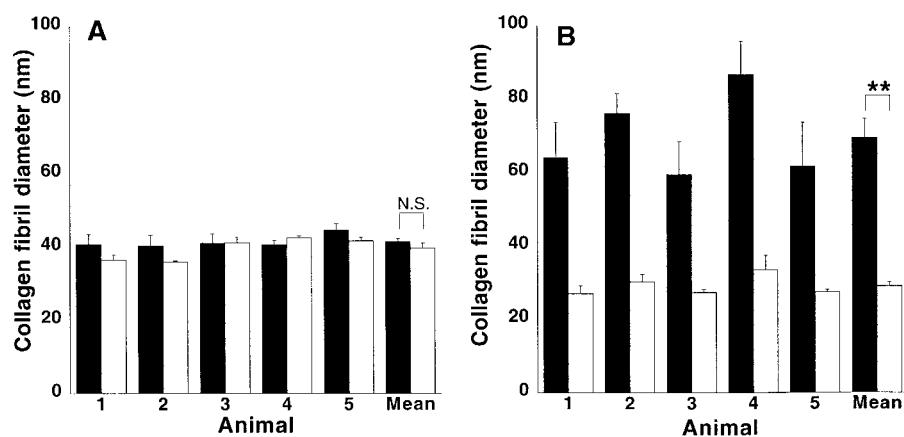 A
Collagen fibril diameter (nm)
100
80
60
40
20
0
N.S.
1 2 3 4 5 Mean
Animal
B
Collagen fibril diameter (nm)
100
80
60
40
20
0
**
1 2 3 4 5 Mean
Animal